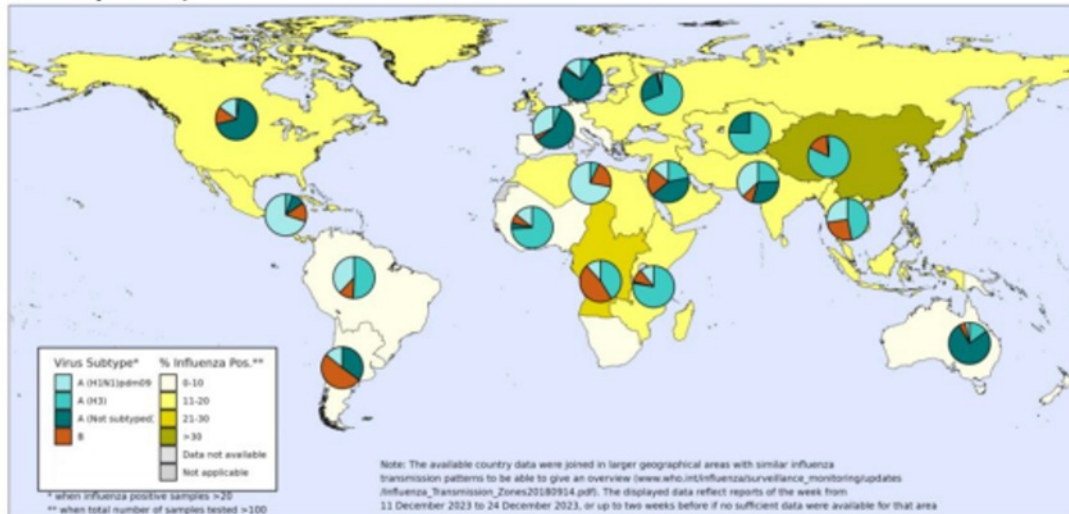 Virus Subtype*
A (H1N1)pdm09
A (H3)
A (Not subtyped)
B
% Influenza Pos.**
0-10
11-20
21-30
>30
Data not available
Not applicable
* when influenza positive samples >20
** when total number of samples tested >100
Note: The available country data were joined in larger geographical areas with similar influenza
transmission patterns to be able to give an overview (www.who.int/influenza/surveillance_monitoring/updates
/Influenza_Transmission_Zones20180914.pdf). The displayed data reflect reports of the week from
11 December 2023 to 24 December 2023, or up to two weeks before if no sufficient data were available for that area